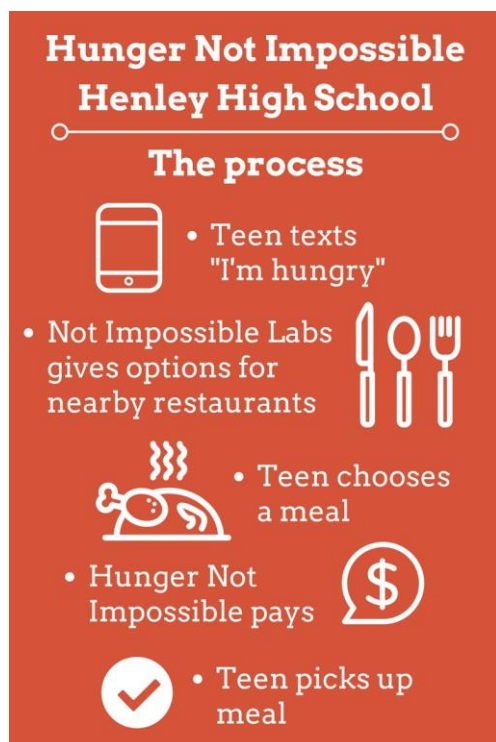 Hunger Not Impossible
Henley High School
The process
• Teen texts
"I'm hungry"
• Not Impossible Labs
gives options for
nearby restaurants
• Teen chooses
a meal
• Hunger Not
Impossible pays
$
• Teen picks up
meal